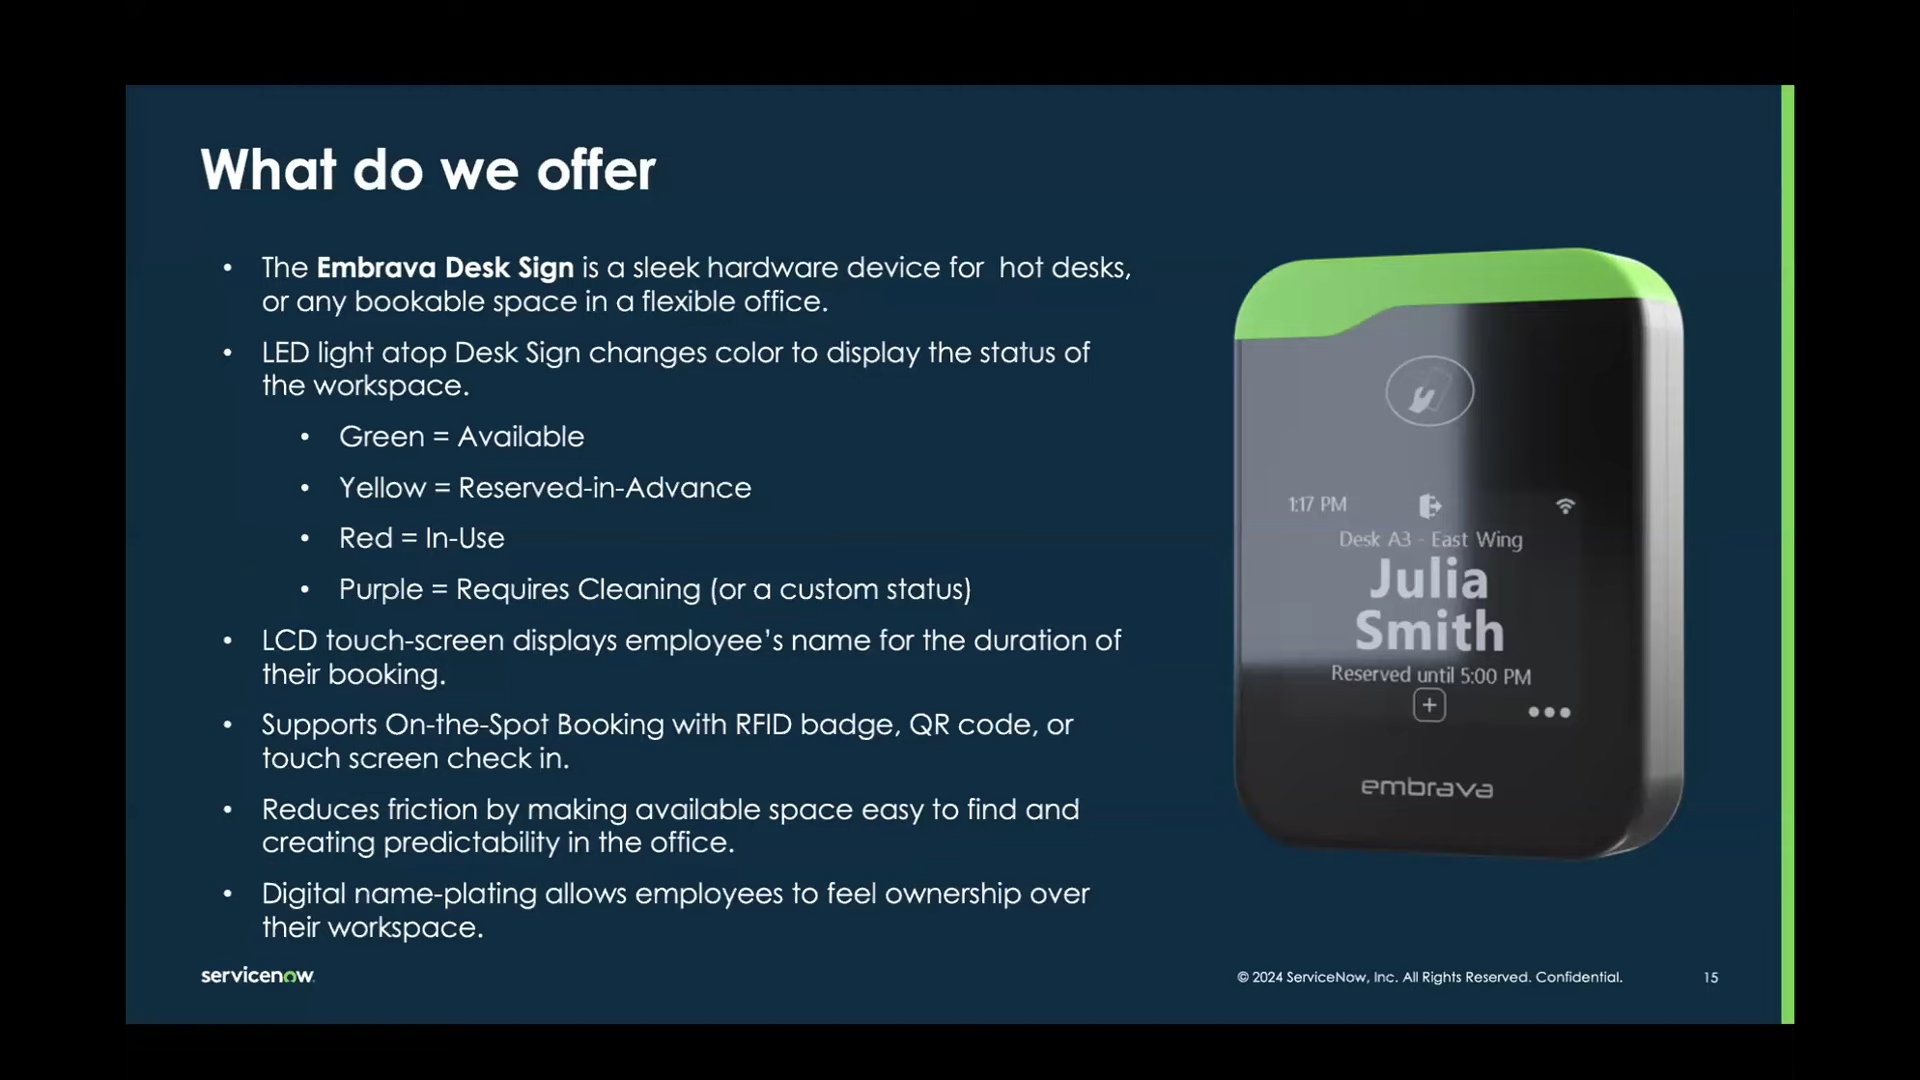 What do we offer
• The Embrava Desk Sign is a sleek hardware device for  hot desks,
or any bookable space in a flexible office.
• LED light atop Desk Sign changes color to display the status of
the workspace.
• Green = Available
• Yellow = Reserved-in-Advance
• Red = In-Use
• Purple = Requires Cleaning (or a custom status)
• LCD touch-screen displays employee’s name for the duration of
their booking.
• Supports On-the-Spot Booking with RFID badge, QR code, or
touch screen check in.
• Reduces friction by making available space easy to find and
creating predictability in the office.
• Digital name-plating allows employees to feel ownership over
their workspace.
1:17 PM
Desk A3 - East Wing
Julia
Smith
Reserved until 5:00 PM
embrava
servicenow
© 2024 ServiceNow, Inc. All Rights Reserved. Confidential.
15